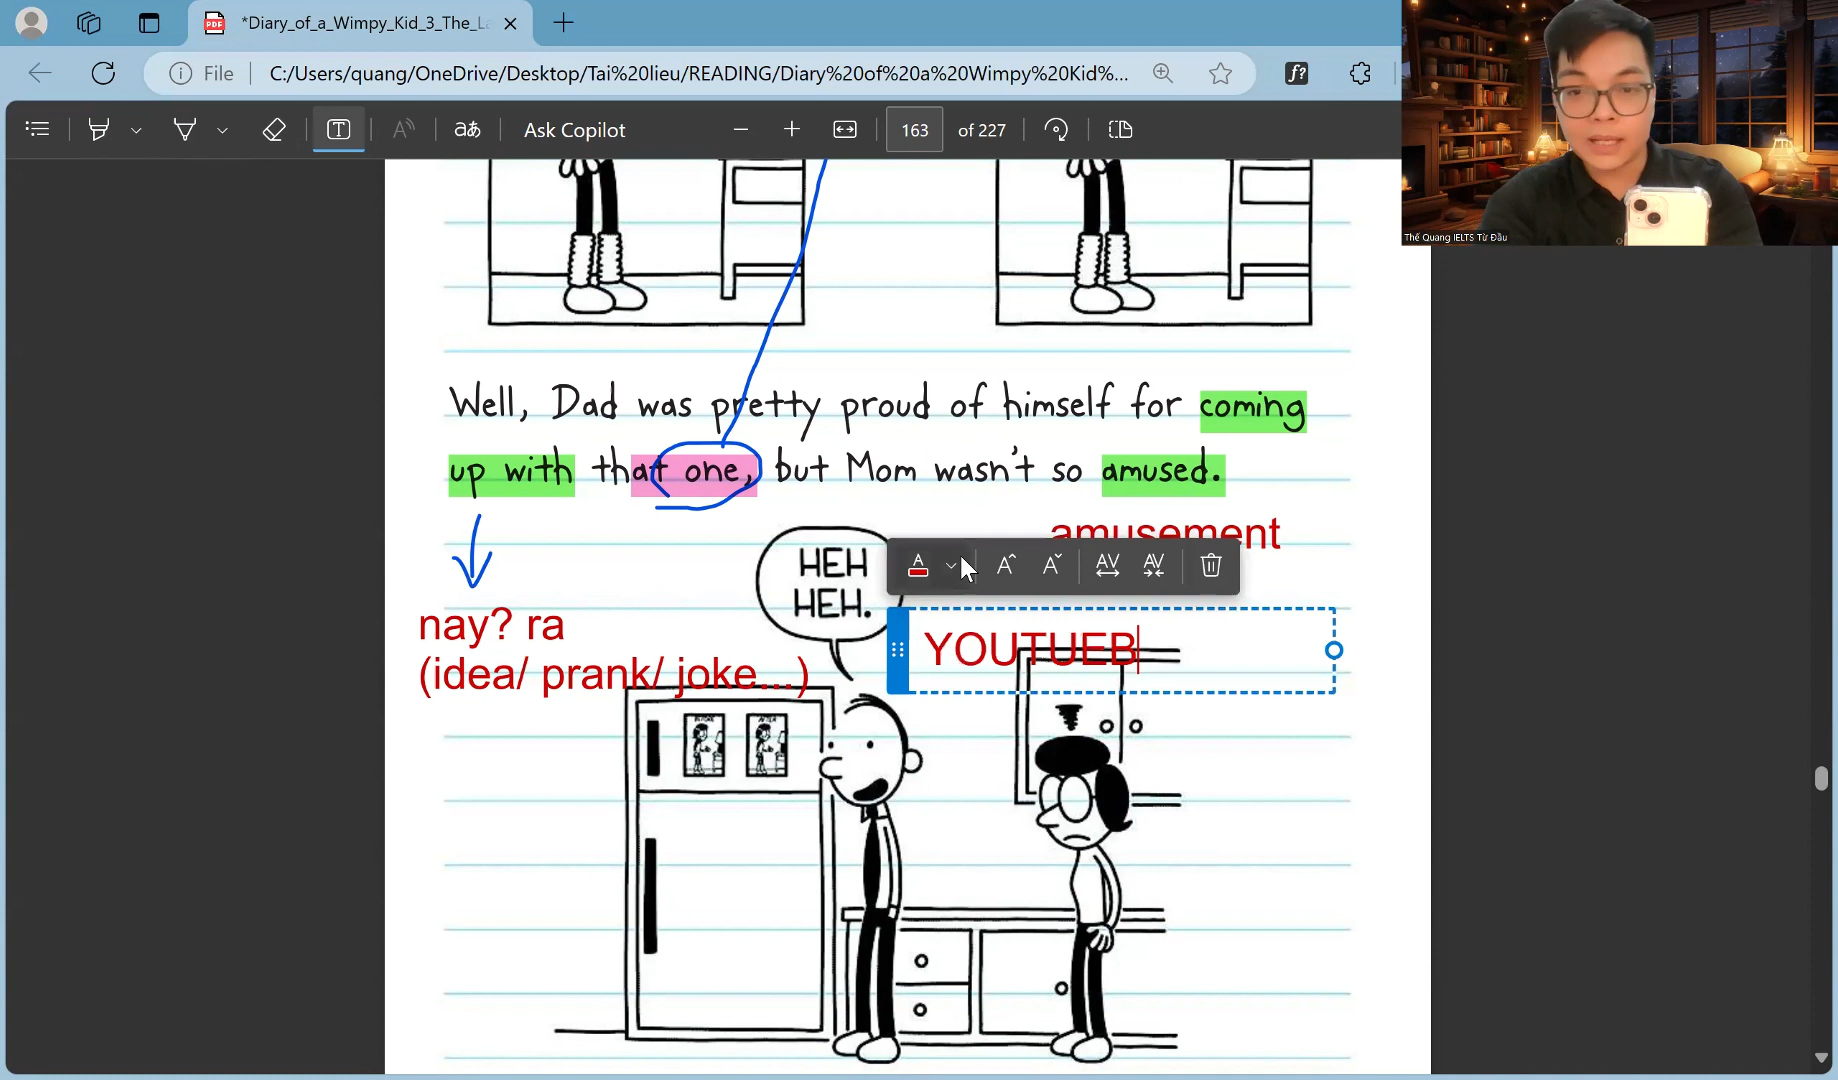 *Diary_of_a_Wimpy_Kid_3_The_La
File
C:/Users/quang/OneDrive/Desktop/Tai%20lieu/READING/Diary%20of%20a%20Wimpy%20Kid%...
Ask Copilot
163 of 227
Thế Quang IELTS Từ Đầu
Well, Dad was pretty proud of himself for coming
up with that one, but Mom wasn't so amused.
amusement
HEH
HEH.
nay? ra
(idea/ prank/ joke...)
YOUTUEB